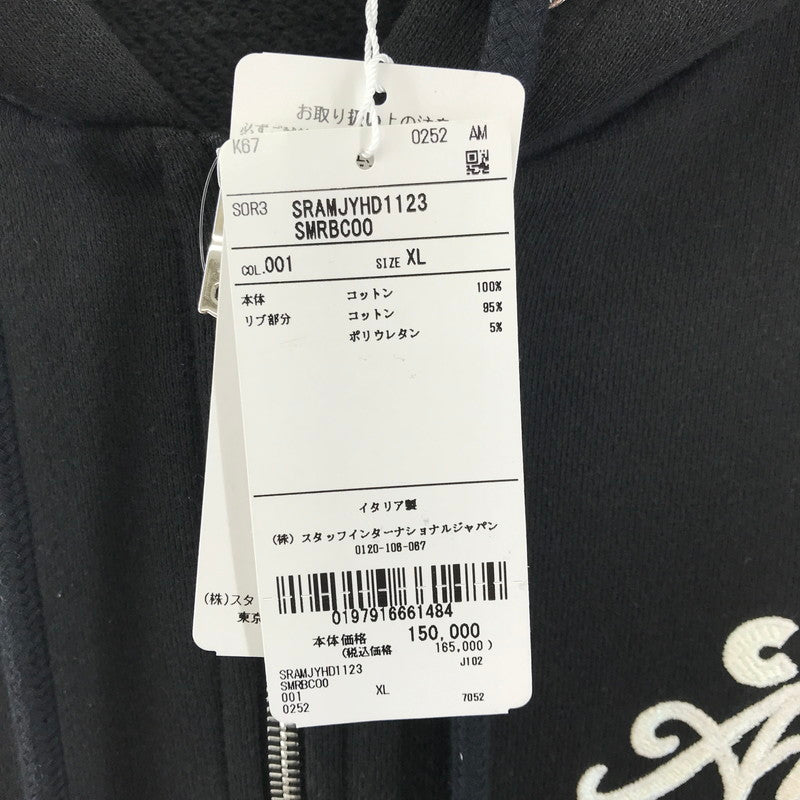 お取り扱い上の注意
K67 0252 AM
SOR3 SRAMJYHD1123
SMRBC00
COL.001 SIZE XL
本体 コットン 100%
リブ部分 コットン 95%
ポリウレタン 5%
イタリア製
(株) スタッフインターナショナルジャパン
0120-106-067
0197916661484
本体価格 150,000
(税込価格 165,000 )
J102
SRAMJYHD1123
SMRBC00
001 XL
0252 7052
(株)スタ
東京